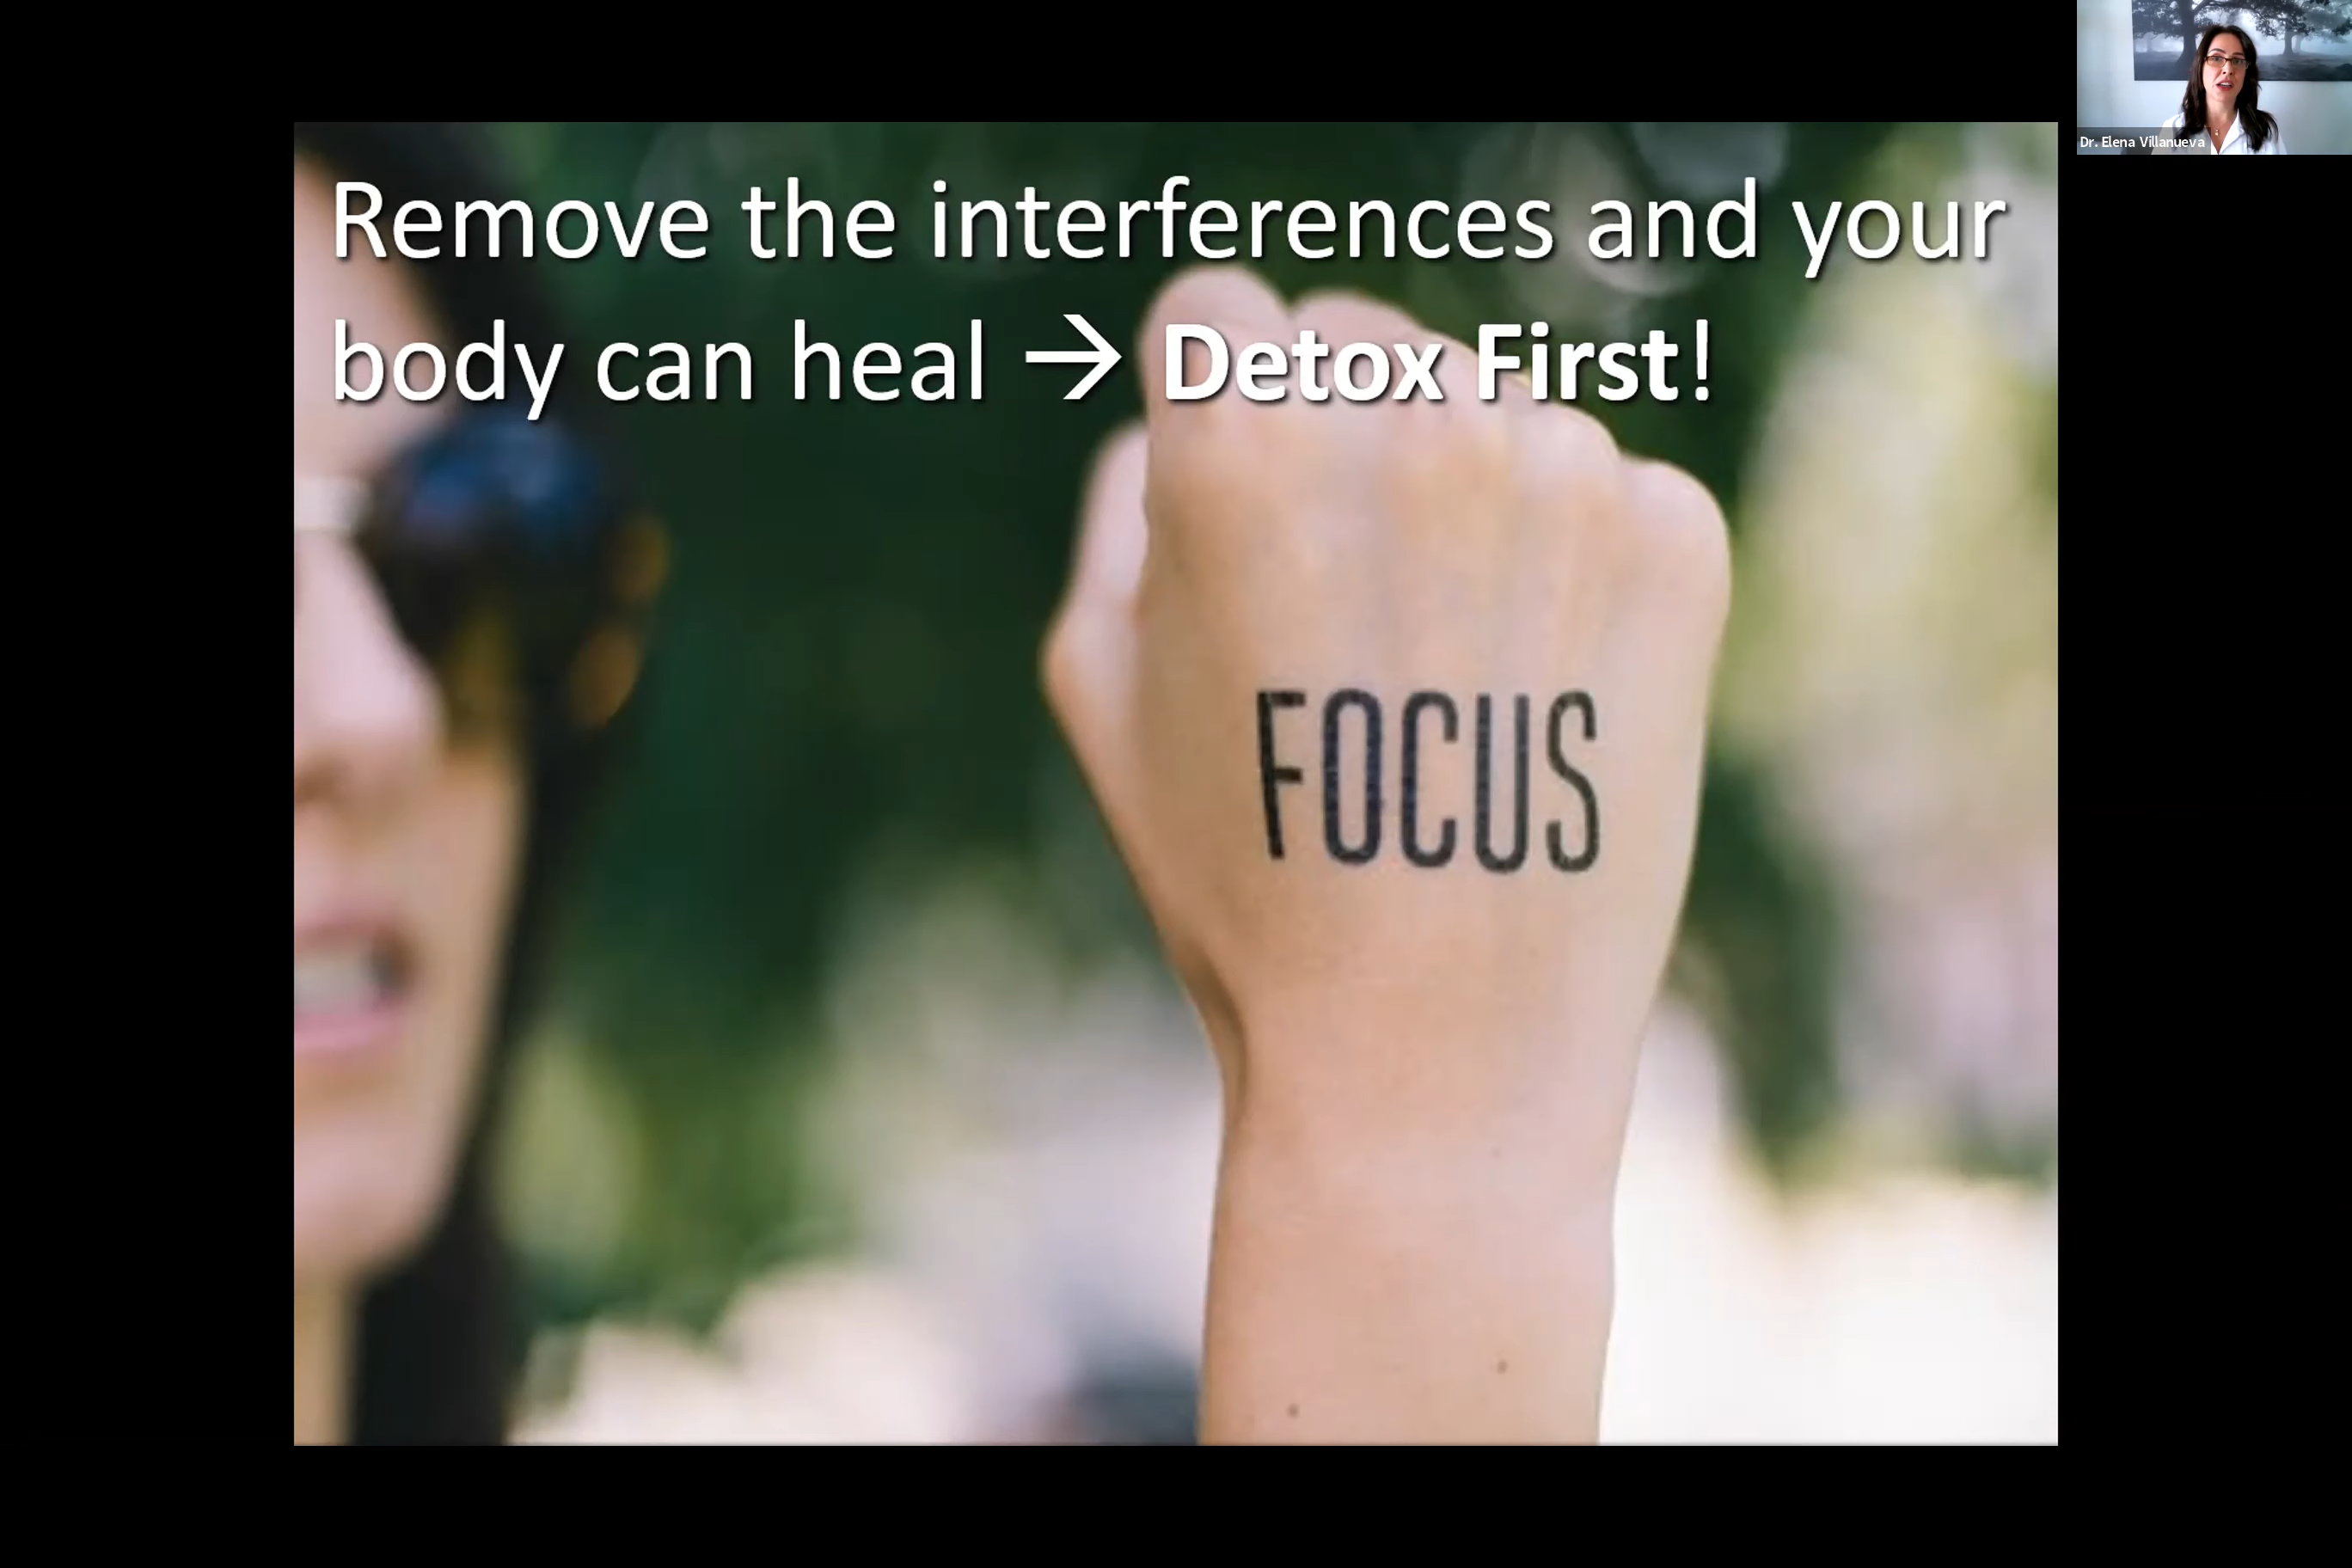 Remove the interferences and your
body can heal → Detox First!
FOCUS
Dr. Elena Villanueva